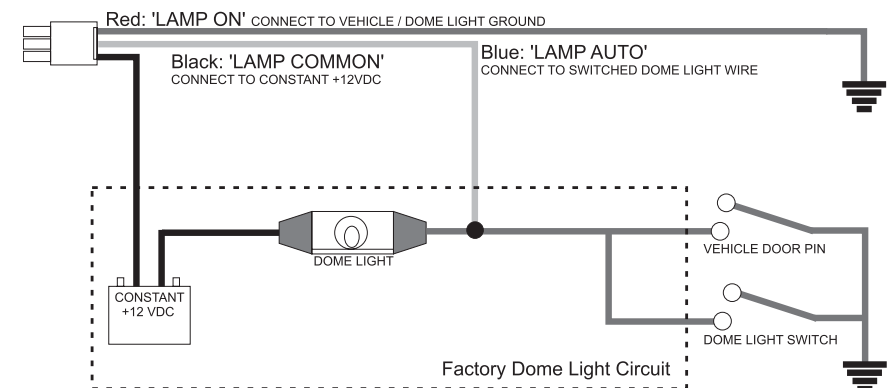 Red: 'LAMP ON' CONNECT TO VEHICLE / DOME LIGHT GROUND
Black: 'LAMP COMMON'
CONNECT TO CONSTANT +12VDC
Blue: 'LAMP AUTO'
CONNECT TO SWITCHED DOME LIGHT WIRE
DOME LIGHT
VEHICLE DOOR PIN
CONSTANT
+12 VDC
DOME LIGHT SWITCH
Factory Dome Light Circuit